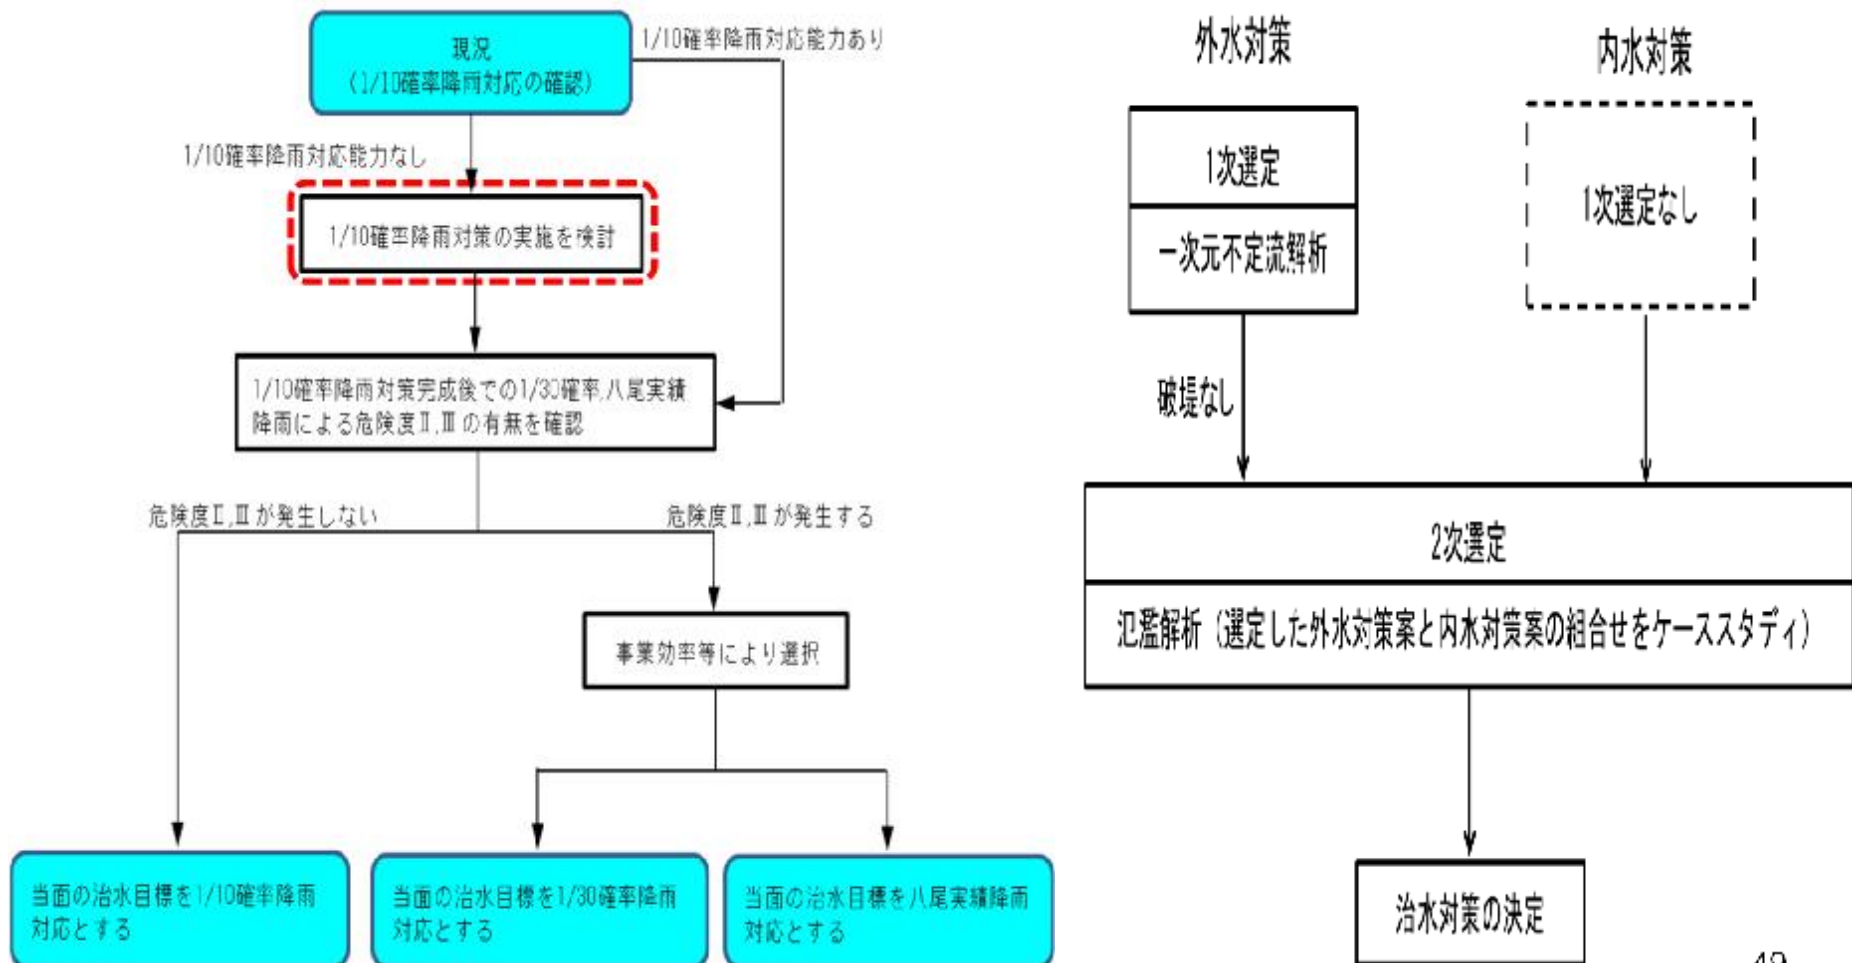 現況
(1/10確率降雨対応の確認)
1/10確率降雨対応能力あり
1/10確率降雨対応能力なし
1/10確率降雨対策の実施を検討
1/10確率降雨対策完成後での1/30確率,八尾実績
降雨による危険度Ⅱ,Ⅲの有無を確認
危険度Ⅱ,Ⅲが発生しない
危険度Ⅱ,Ⅲが発生する
事業効率等により選択
当面の治水目標を1/10確率降雨
対応とする
当面の治水目標を1/30確率降雨
対応とする
当面の治水目標を八尾実績降雨
対応とする
外水対策
内水対策
1次選定
一次元不定流解析
1次選定なし
破堤なし
2次選定
氾濫解析(選定した外水対策案と内水対策案の組合せをケーススタディ)
治水対策の決定